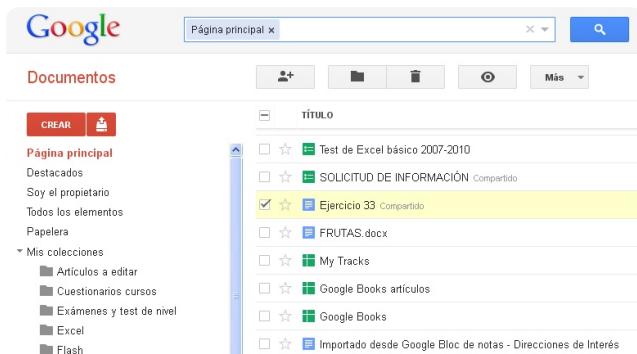 Google
Página principal x
Documentos
Más
CREAR
TÍTULO
Página principal
Destacados
Soy el propietario
Todos los elementos
Papelera
Mis colecciones
Artículos a editar
Cuestionarios cursos
Exámenes y test de nivel
Excel
Flash
Test de Excel básico 2007-2010
SOLICITUD DE INFORMACIÓN Compartido
Ejercicio 33 Compartido
FRUTAS.docx
My Tracks
Google Books artículos
Google Books
Importado desde Google Bloc de notas - Direcciones de Interés